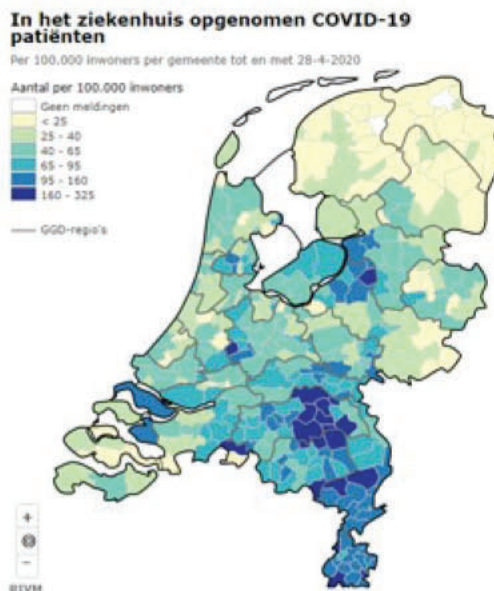 In het ziekenhuis opgenomen COVID-19
patiënten
Per 100.000 inwoners per gemeente tot en met 28-4-2020
Aantal per 100.000 inwoners
Geen meldingen
< 25
25 - 40
40 - 65
65 - 95
95 - 160
160 - 325
GGD-regio's
+
−
RIVM